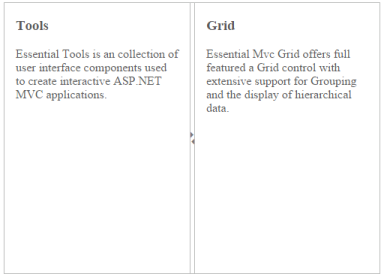 Tools
Essential Tools is an collection of
user interface components used
to create interactive ASP.NET
MVC applications.
Grid
Essential Mvc Grid offers full
featured a Grid control with
extensive support for Grouping
and the display of hierarchical
data.